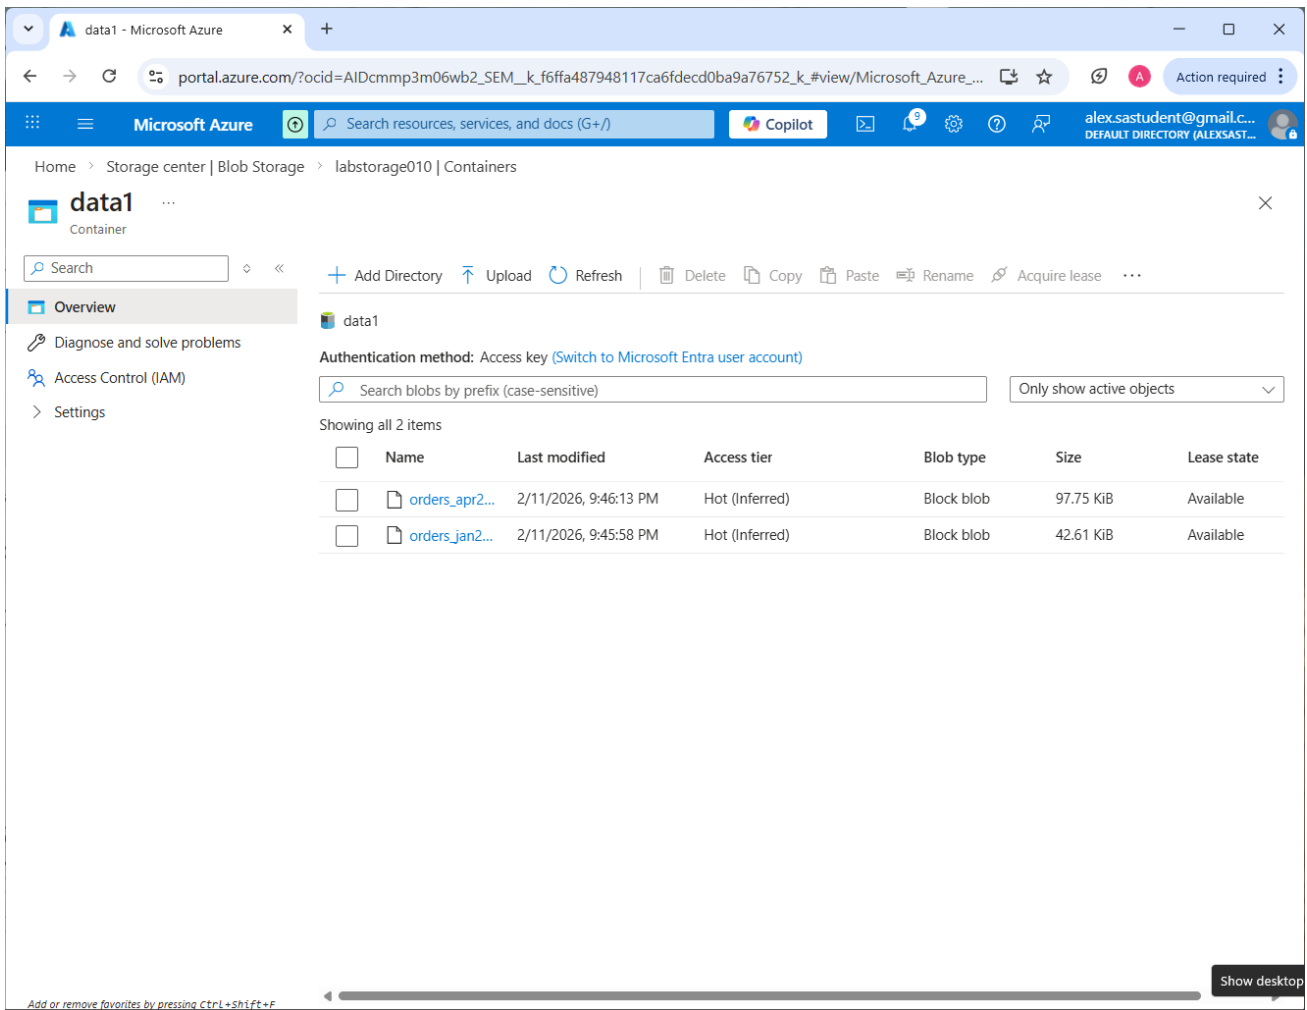 data1 - Microsoft Azure
portal.azure.com/?ocid=AIDcmmp3m06wb2_SEM__k_f6ffa487948117ca6fdecd0ba9a76752_k_#view/Microsoft_Azure_...
A
Action required
Microsoft Azure
Search resources, services, and docs (G+/)
Copilot
9
alex.sastudent@gmail.c...
DEFAULT DIRECTORY (ALEXSAST...
Home > Storage center | Blob Storage > labstorage010 | Containers
data1 ...
Container
Search
Add Directory Upload Refresh Delete Copy Paste Rename Acquire lease ...
Overview
Diagnose and solve problems
Access Control (IAM)
Settings
data1
Authentication method: Access key (Switch to Microsoft Entra user account)
Search blobs by prefix (case-sensitive)
Only show active objects
Showing all 2 items
Name Last modified Access tier Blob type Size Lease state
orders_apr2... 2/11/2026, 9:46:13 PM Hot (Inferred) Block blob 97.75 KiB Available
orders_jan2... 2/11/2026, 9:45:58 PM Hot (Inferred) Block blob 42.61 KiB Available
Show desktop
Add or remove favorites by pressing Ctrl+Shift+F